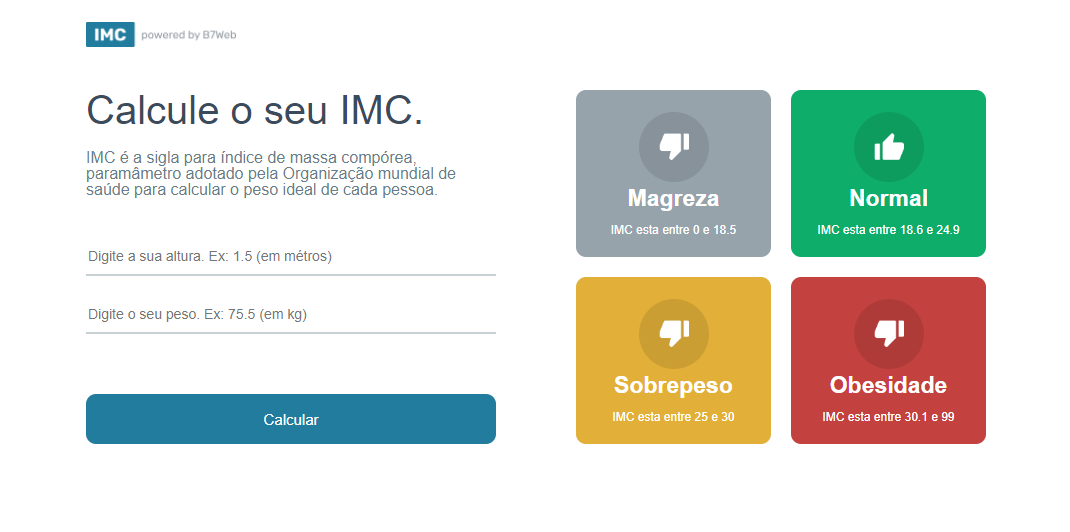 IMC powered by B7Web
Calcule o seu IMC.
IMC é a sigla para índice de massa compórea,
paramâmetro adotado pela Organização mundial de
saúde para calcular o peso ideal de cada pessoa.
Digite a sua altura. Ex: 1.5 (em métros)
Digite o seu peso. Ex: 75.5 (em kg)
Calcular
Magreza
IMC esta entre 0 e 18.5
Normal
IMC esta entre 18.6 e 24.9
Sobrepeso
IMC esta entre 25 e 30
Obesidade
IMC esta entre 30.1 e 99